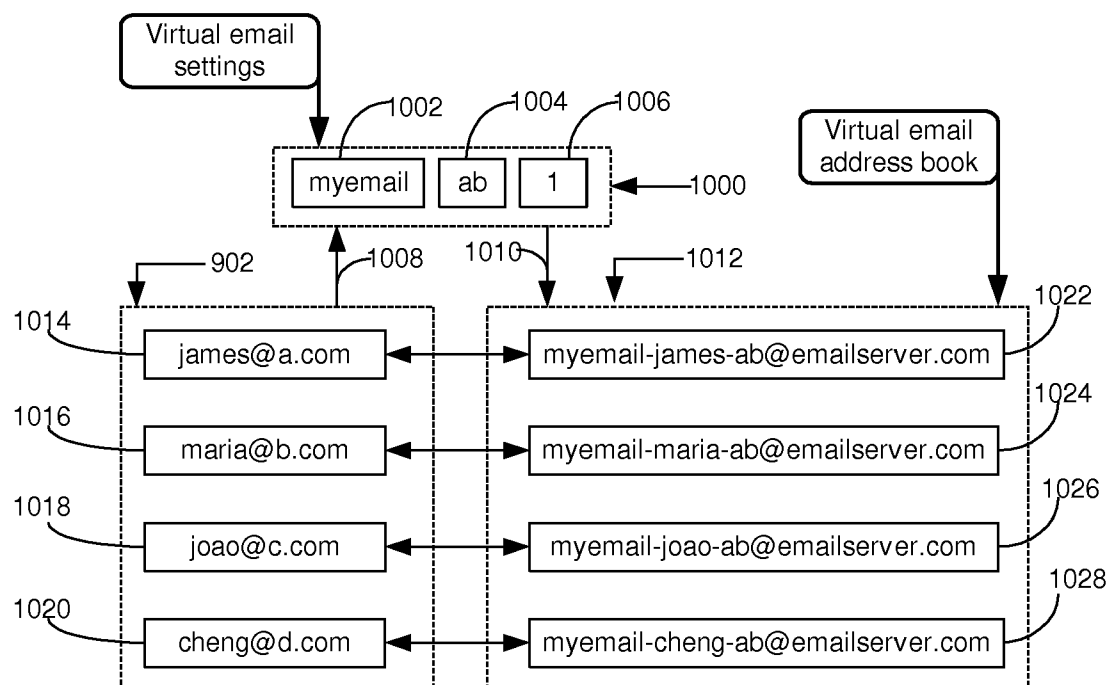 Virtual email
settings
1002
1004
1006
Virtual email
address book
myemail
ab
1
1000
902
1008
1010
1012
1014
james@a.com
myemail-james-ab@emailserver.com
1022
1016
maria@b.com
myemail-maria-ab@emailserver.com
1024
1018
joao@c.com
myemail-joao-ab@emailserver.com
1026
1020
cheng@d.com
myemail-cheng-ab@emailserver.com
1028